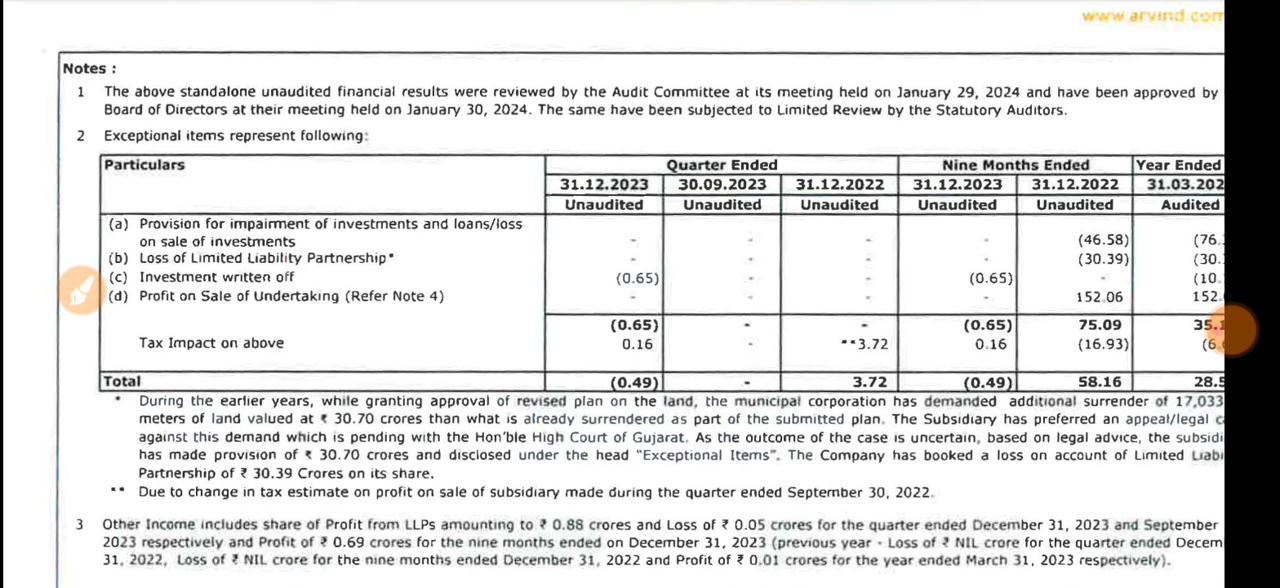 www.arvind.com
Notes :
1 The above standalone unaudited financial results were reviewed by the Audit Committee at its meeting held on January 29, 2024 and have been approved by
Board of Directors at their meeting held on January 30, 2024. The same have been subjected to Limited Review by the Statutory Auditors.
2 Exceptional items represent following:
Particulars Quarter Ended Nine Months Ended Year Ended
31.12.2023 30.09.2023 31.12.2022 31.12.2023 31.12.2022 31.03.202
Unaudited Unaudited Unaudited Unaudited Unaudited Audited
(a) Provision for impairment of investments and loans/loss
on sale of investments - - - - (46.58) (76.
(b) Loss of Limited Liability Partnership* - - - - (30.39) (30.
(c) Investment written off (0.65) - - (0.65) - (10.
(d) Profit on Sale of Undertaking (Refer Note 4) - - - - 152.06 152.
(0.65) - - (0.65) 75.09 35.1
Tax Impact on above 0.16 - **3.72 0.16 (16.93) (6.
Total (0.49) - 3.72 (0.49) 58.16 28.5
* During the earlier years, while granting approval of revised plan on the land, the municipal corporation has demanded additional surrender of 17,033
meters of land valued at ₹ 30.70 crores than what is already surrendered as part of the submitted plan. The Subsidiary has preferred an appeal/legal
against this demand which is pending with the Hon'ble High Court of Gujarat. As the outcome of the case is uncertain, based on legal advice, the subsidi
has made provision of ₹ 30.70 crores and disclosed under the head "Exceptional Items". The Company has booked a loss on account of Limited Liabi
Partnership of ₹ 30.39 Crores on its share.
** Due to change in tax estimate on profit on sale of subsidiary made during the quarter ended September 30, 2022.
3 Other Income includes share of Profit from LLPs amounting to ₹ 0.88 crores and Loss of ₹ 0.05 crores for the quarter ended December 31, 2023 and September
2023 respectively and Profit of ₹ 0.69 crores for the nine months ended on December 31, 2023 (previous year - Loss of ₹ NIL crore for the quarter ended Decem
31, 2022, Loss of ₹ NIL crore for the nine months ended December 31, 2022 and Profit of ₹ 0.01 crores for the year ended March 31, 2023 respectively).